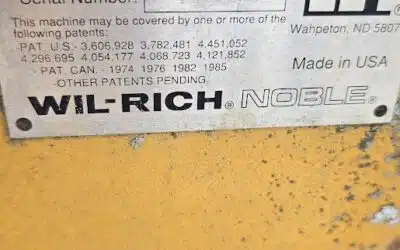 Serial Number:
This machine may be covered by one or more of the
following patents:
-PAT. U.S.- 3,606,928 3,782,481 4,451,052
4,296,695 4,054,177 4,068,723 4,121,852
- PAT. CAN. - 1974 1976 1982 1985
-OTHER PATENTS PENDING
Wahpeton, ND 5807
Made in USA
WIL-RICH® NOBLE®